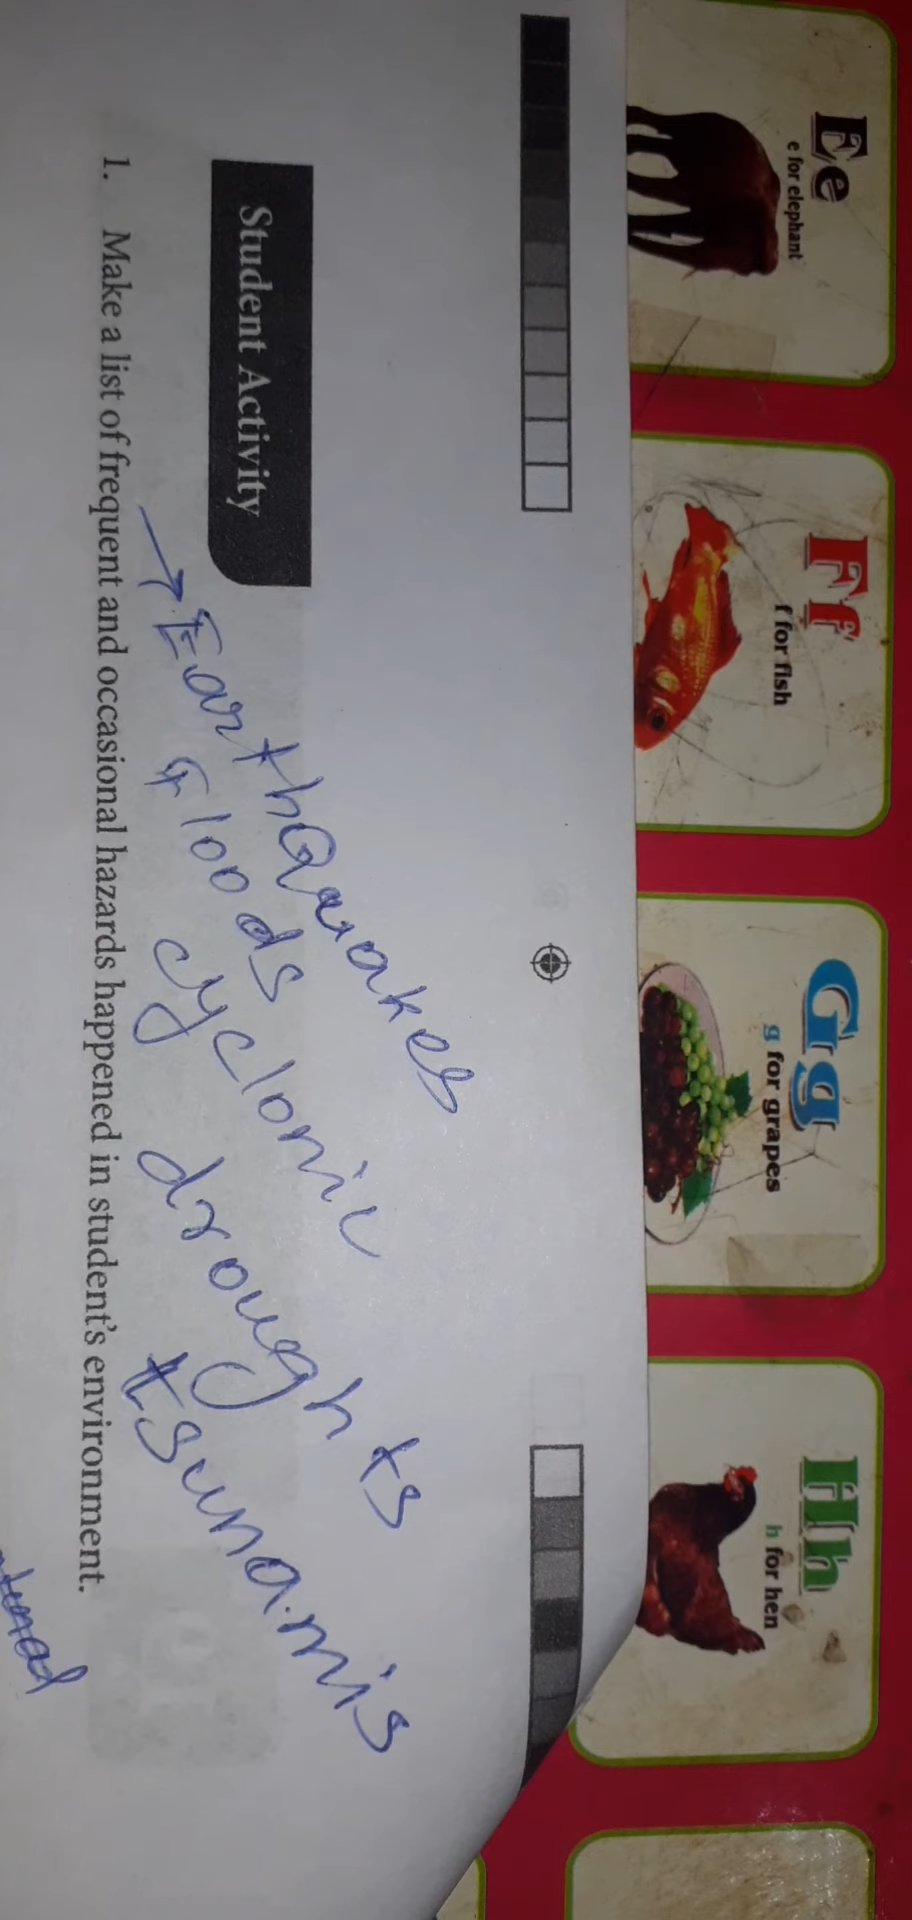 Ee
e for elephant
Ff
f for fish
Gg
g for grapes
Hh
h for hen
Student Activity
1. Make a list of frequent and occasional hazards happened in student's environment.
→ EarthQuakes
Floods
cyclonic
droughts
tsunamis